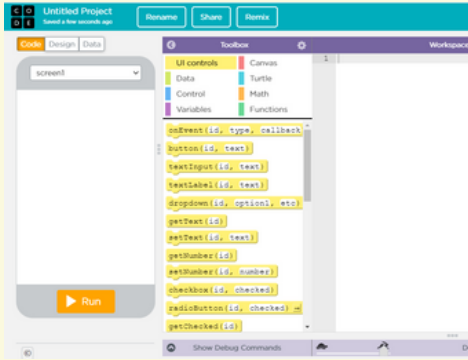 CODE
Untitled Project
Saved a few seconds ago
Rename
Share
Remix
Code
Design
Data
screen1
Run
Toolbox
Workspace
UI controls
Canvas
Data
Turtle
Control
Math
Variables
Functions
onEvent(id, type, callback
button(id, text)
textInput(id, text)
textLabel(id, text)
dropdown(id, option1, etc)
getText(id)
setText(id, text)
getNumber(id)
setNumber(id, number)
checkbox(id, checked)
radioButton(id, checked)
getChecked(id)
1
Show Debug Commands
D